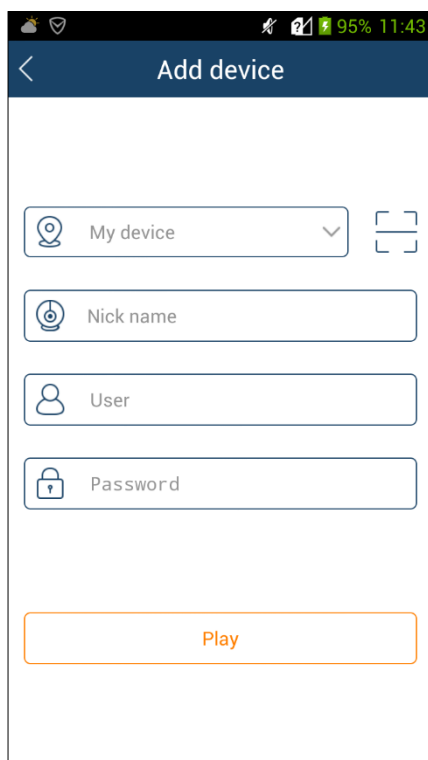 95% 11:43
Add device
My device
Nick name
User
Password
Play